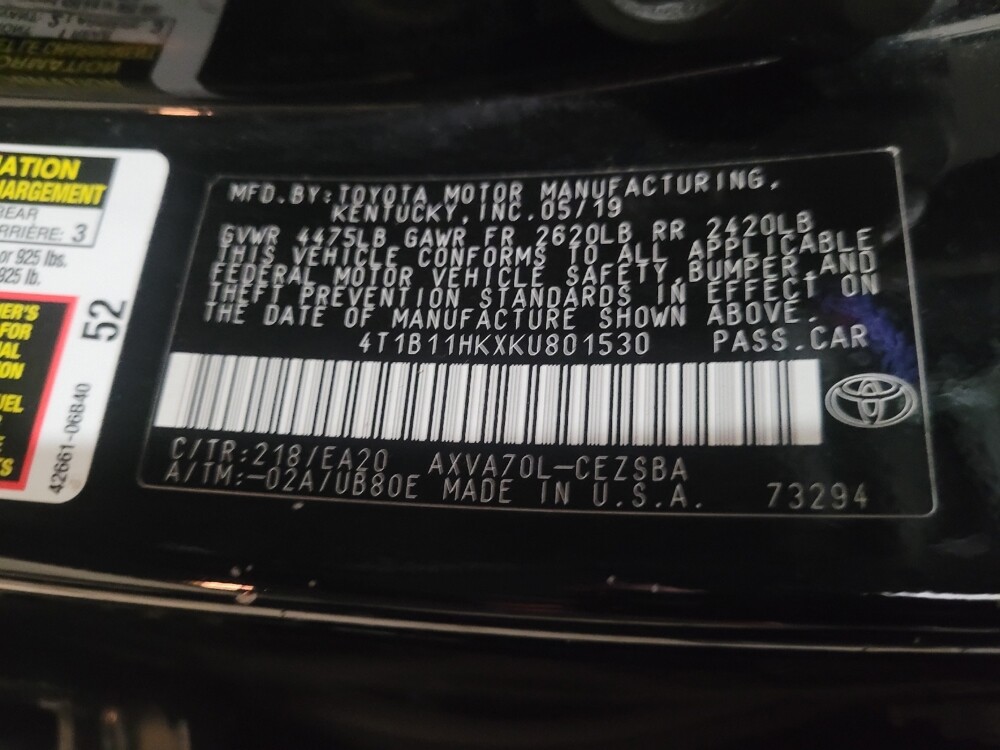 MATION
HARGEMENT
REAR
ARRIÈRE: 3
or 925 lbs.
925 lb.
52
42661-06B40
MFD.BY:TOYOTA MOTOR MANUFACTURING,
KENTUCKY,INC.05/19
GVWR 4475LB GAWR FR 2620LB RR 2420LB
THIS VEHICLE CONFORMS TO ALL APPLICABLE
FEDERAL MOTOR VEHICLE SAFETY,BUMPER,AND
THEFT PREVENTION STANDARDS IN EFFECT ON
THE DATE OF MANUFACTURE SHOWN ABOVE.
4T1B11HKXKU801530 PASS.CAR
C/TR:218/EA20 AXVA70L-CEZSBA
A/TM:-02A/UB80E MADE IN U.S.A. 73294